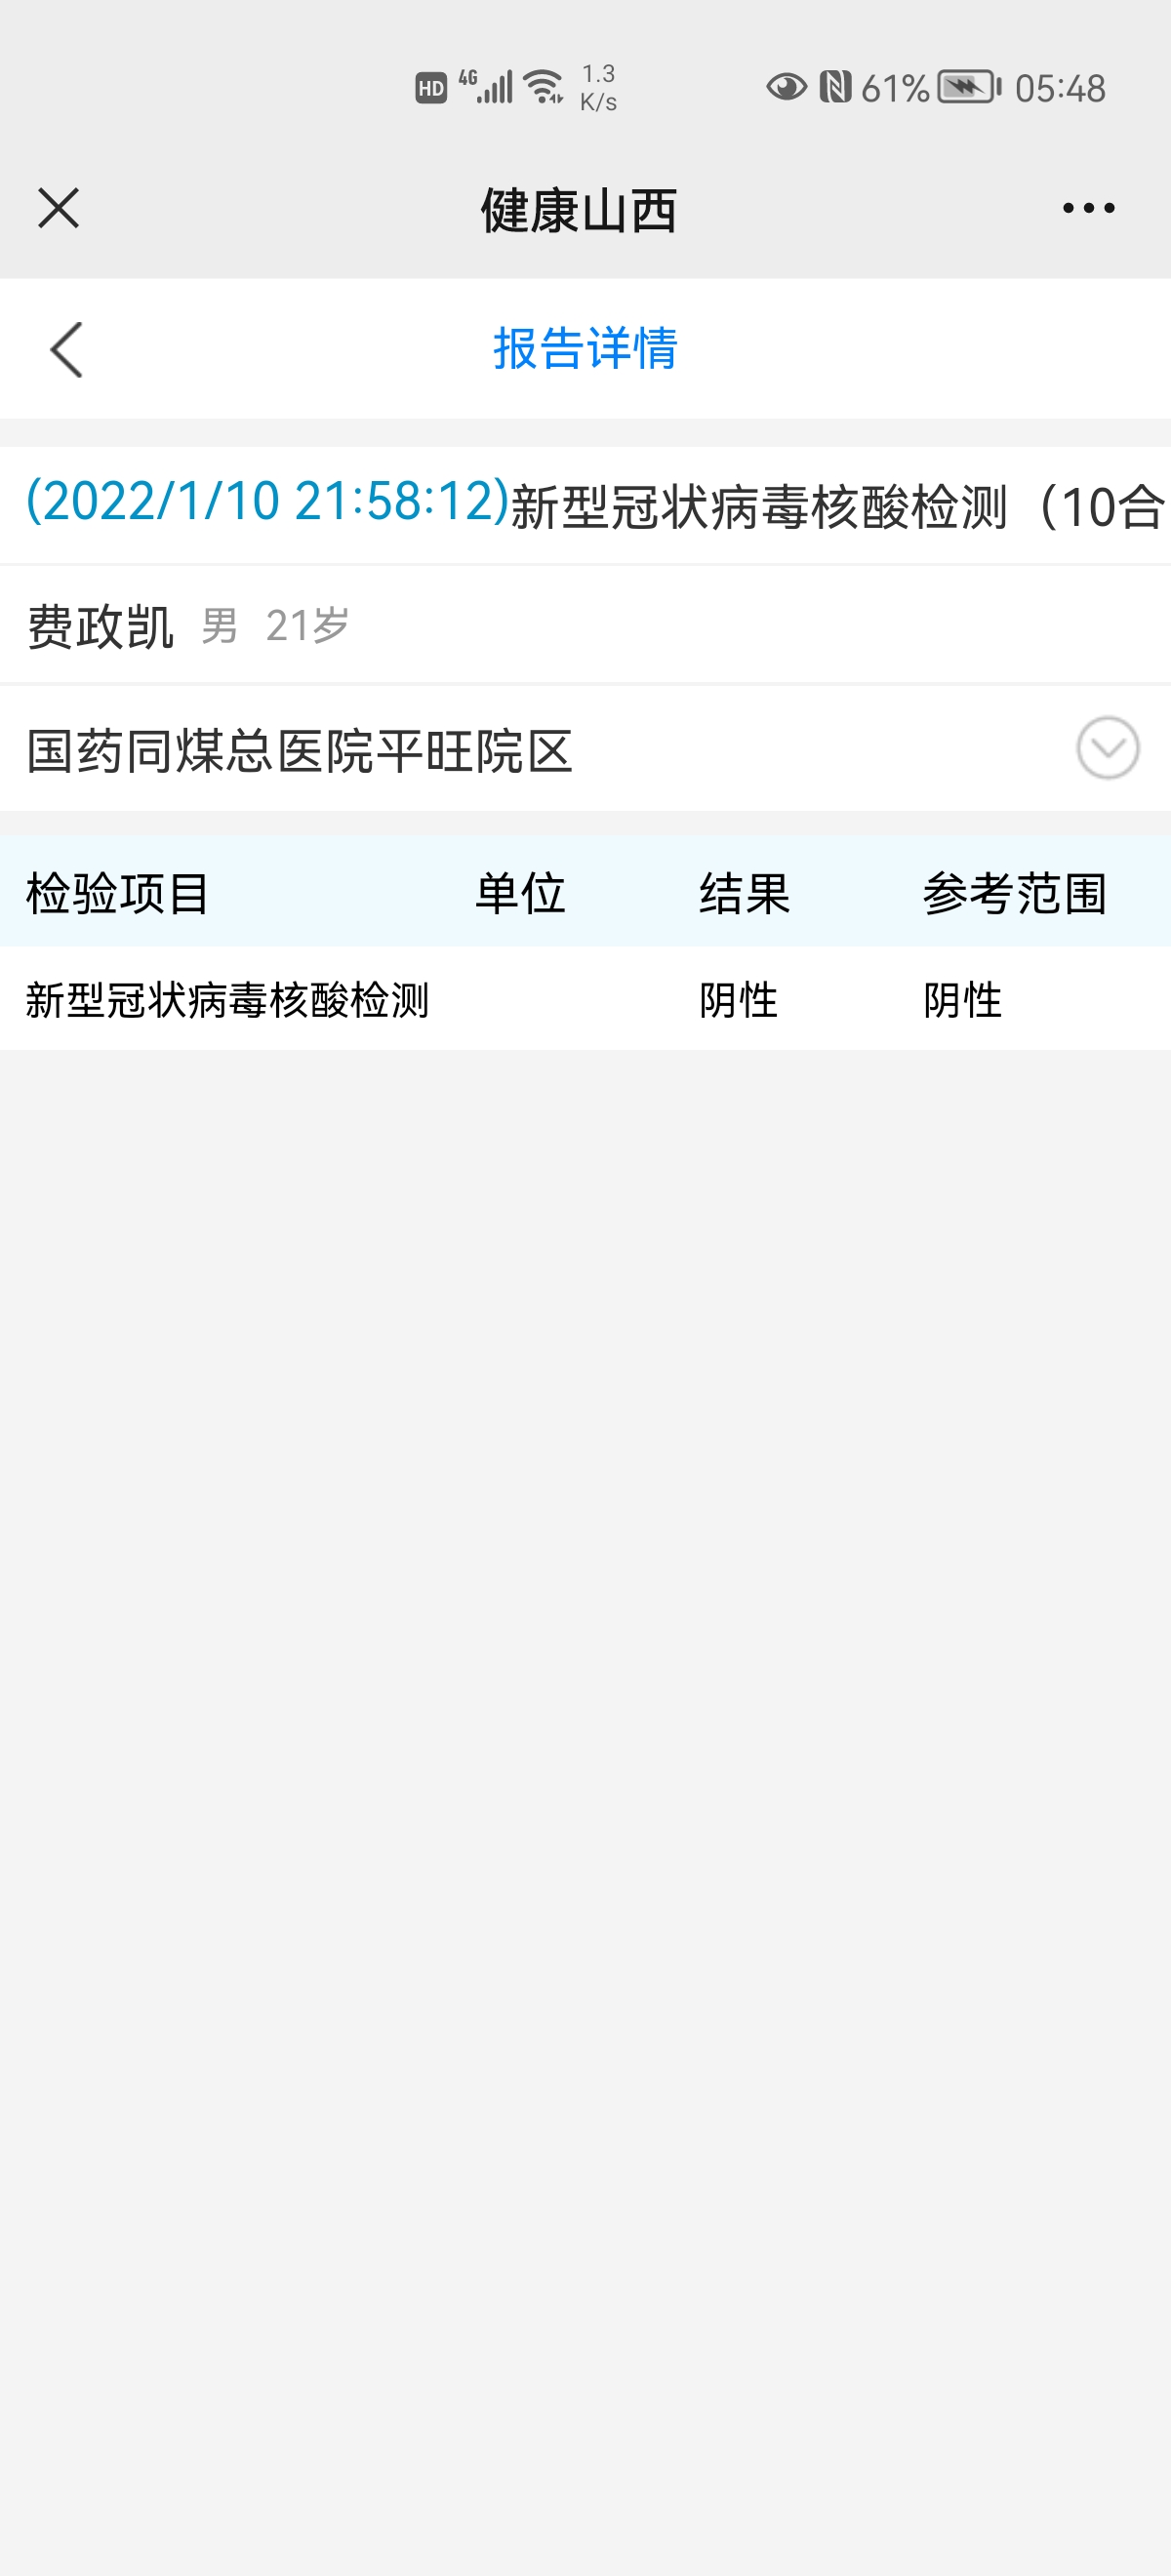 HD 4G 1.3 K/s 61% 05:48
健康山西
报告详情
(2022/1/10 21:58:12)新型冠状病毒核酸检测（10合
费政凯 男 21岁
国药同煤总医院平旺院区
检验项目 单位 结果 参考范围
新型冠状病毒核酸检测 阴性 阴性